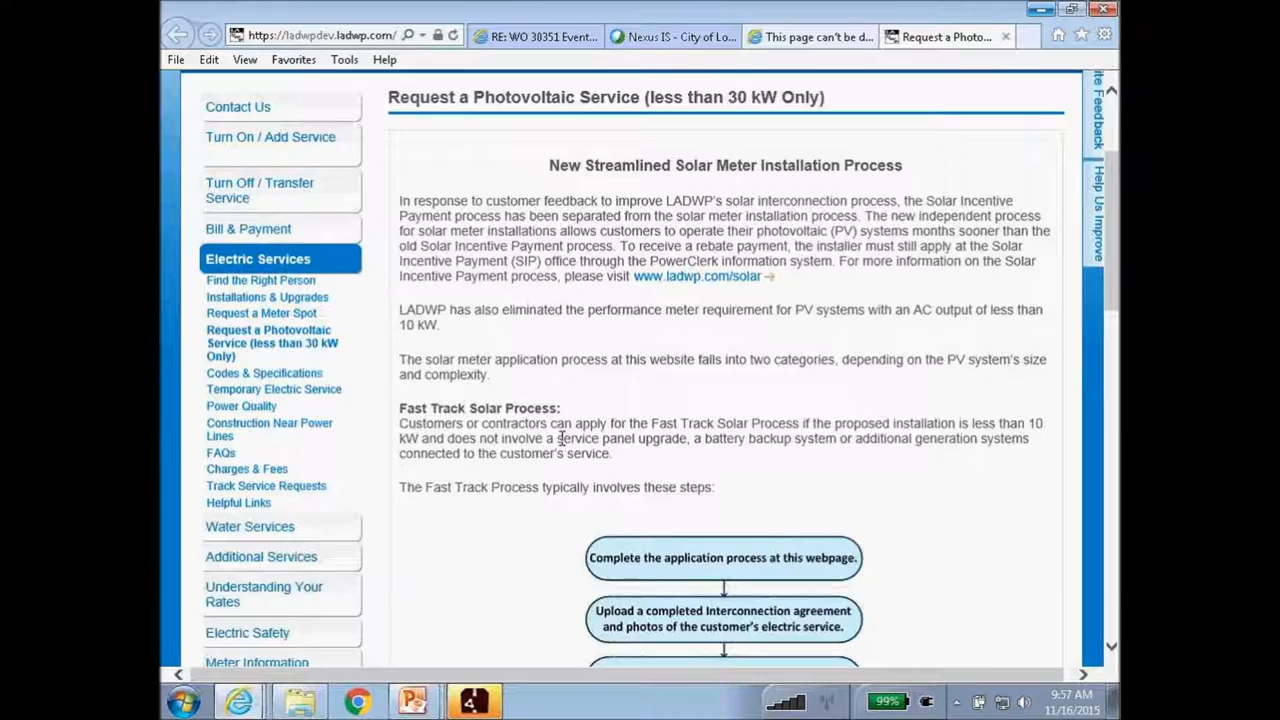 https://ladwpdev.ladwp.com/
RE: WO 30351 Event...
Nexus IS - City of Lo...
This page can't be d...
Request a Photo...
File Edit View Favorites Tools Help
Contact Us
Turn On / Add Service
Turn Off / Transfer
Service
Bill & Payment
Electric Services
Find the Right Person
Installations & Upgrades
Request a Meter Spot
Request a Photovoltaic
Service (less than 30 kW
Only)
Codes & Specifications
Temporary Electric Service
Power Quality
Construction Near Power
Lines
FAQs
Charges & Fees
Track Service Requests
Helpful Links
Water Services
Additional Services
Understanding Your
Rates
Electric Safety
Meter Information
Request a Photovoltaic Service (less than 30 kW Only)
New Streamlined Solar Meter Installation Process
In response to customer feedback to improve LADWP's solar interconnection process, the Solar Incentive
Payment process has been separated from the solar meter installation process. The new independent process
for solar meter installations allows customers to operate their photovoltaic (PV) systems months sooner than the
old Solar Incentive Payment process. To receive a rebate payment, the installer must still apply at the Solar
Incentive Payment (SIP) office through the PowerClerk information system. For more information on the Solar
Incentive Payment process, please visit www.ladwp.com/solar
LADWP has also eliminated the performance meter requirement for PV systems with an AC output of less than
10 kW.
The solar meter application process at this website falls into two categories, depending on the PV system's size
and complexity.
Fast Track Solar Process:
Customers or contractors can apply for the Fast Track Solar Process if the proposed installation is less than 10
kW and does not involve a service panel upgrade, a battery backup system or additional generation systems
connected to the customer's service.
The Fast Track Process typically involves these steps:
Complete the application process at this webpage.
Upload a completed Interconnection agreement
and photos of the customer's electric service.
Site Feedback
Help Us Improve
99%
9:57 AM
11/16/2015